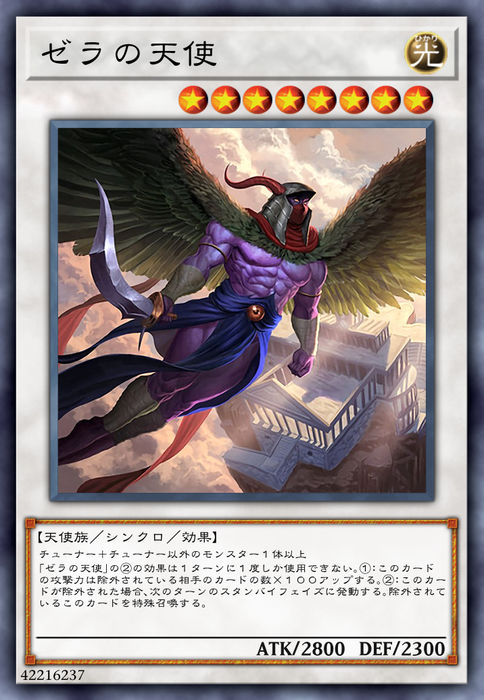 ゼラの天使
ひかり
光
【天使族／シンクロ／効果】
チューナー＋チューナー以外のモンスター１体以上
「ゼラの天使」の②の効果は１ターンに１度しか使用できない。①：このカード
の攻撃力は除外されている相手のカードの数×１００アップする。②：このカー
ドが除外された場合、次のターンのスタンバイフェイズに発動する。除外されて
いるこのカードを特殊召喚する。
ATK/2800 DEF/2300
42216237